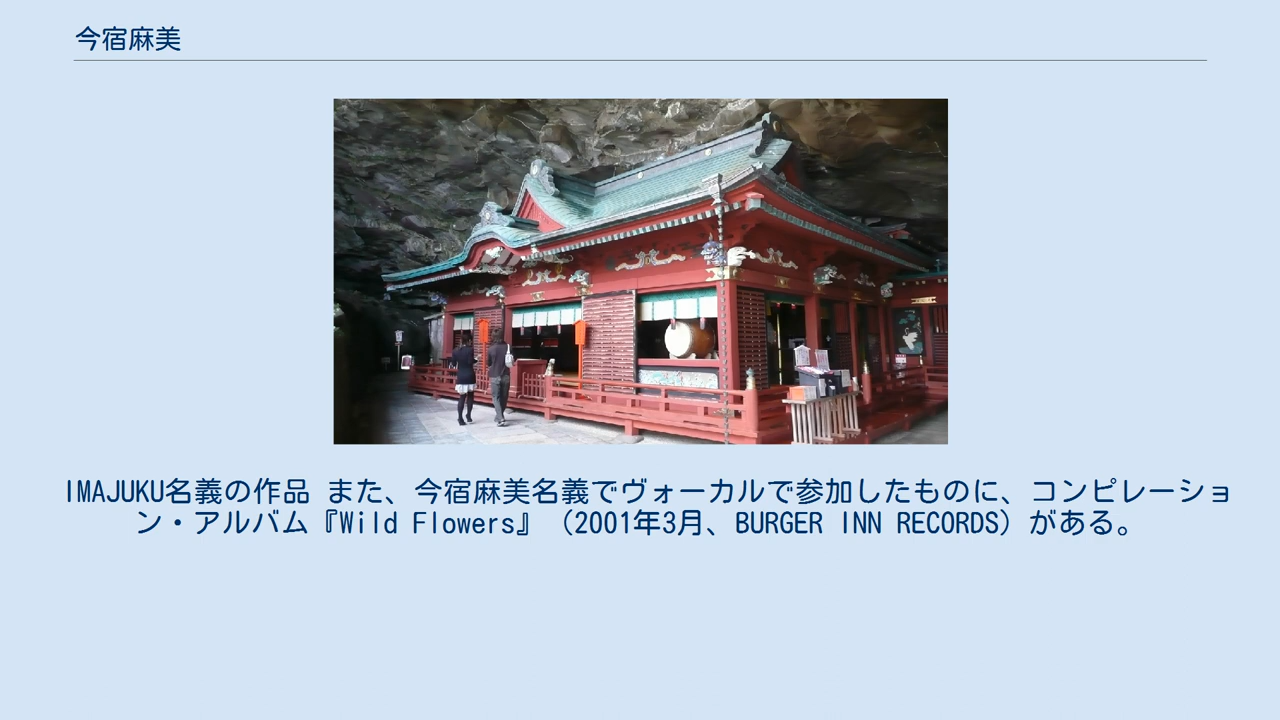 今宿麻美
IMAJUKU名義の作品 また、今宿麻美名義でヴォーカルで参加したものに、コンピレーショ
ン・アルバム『Wild Flowers』（2001年3月、BURGER INN RECORDS）がある。